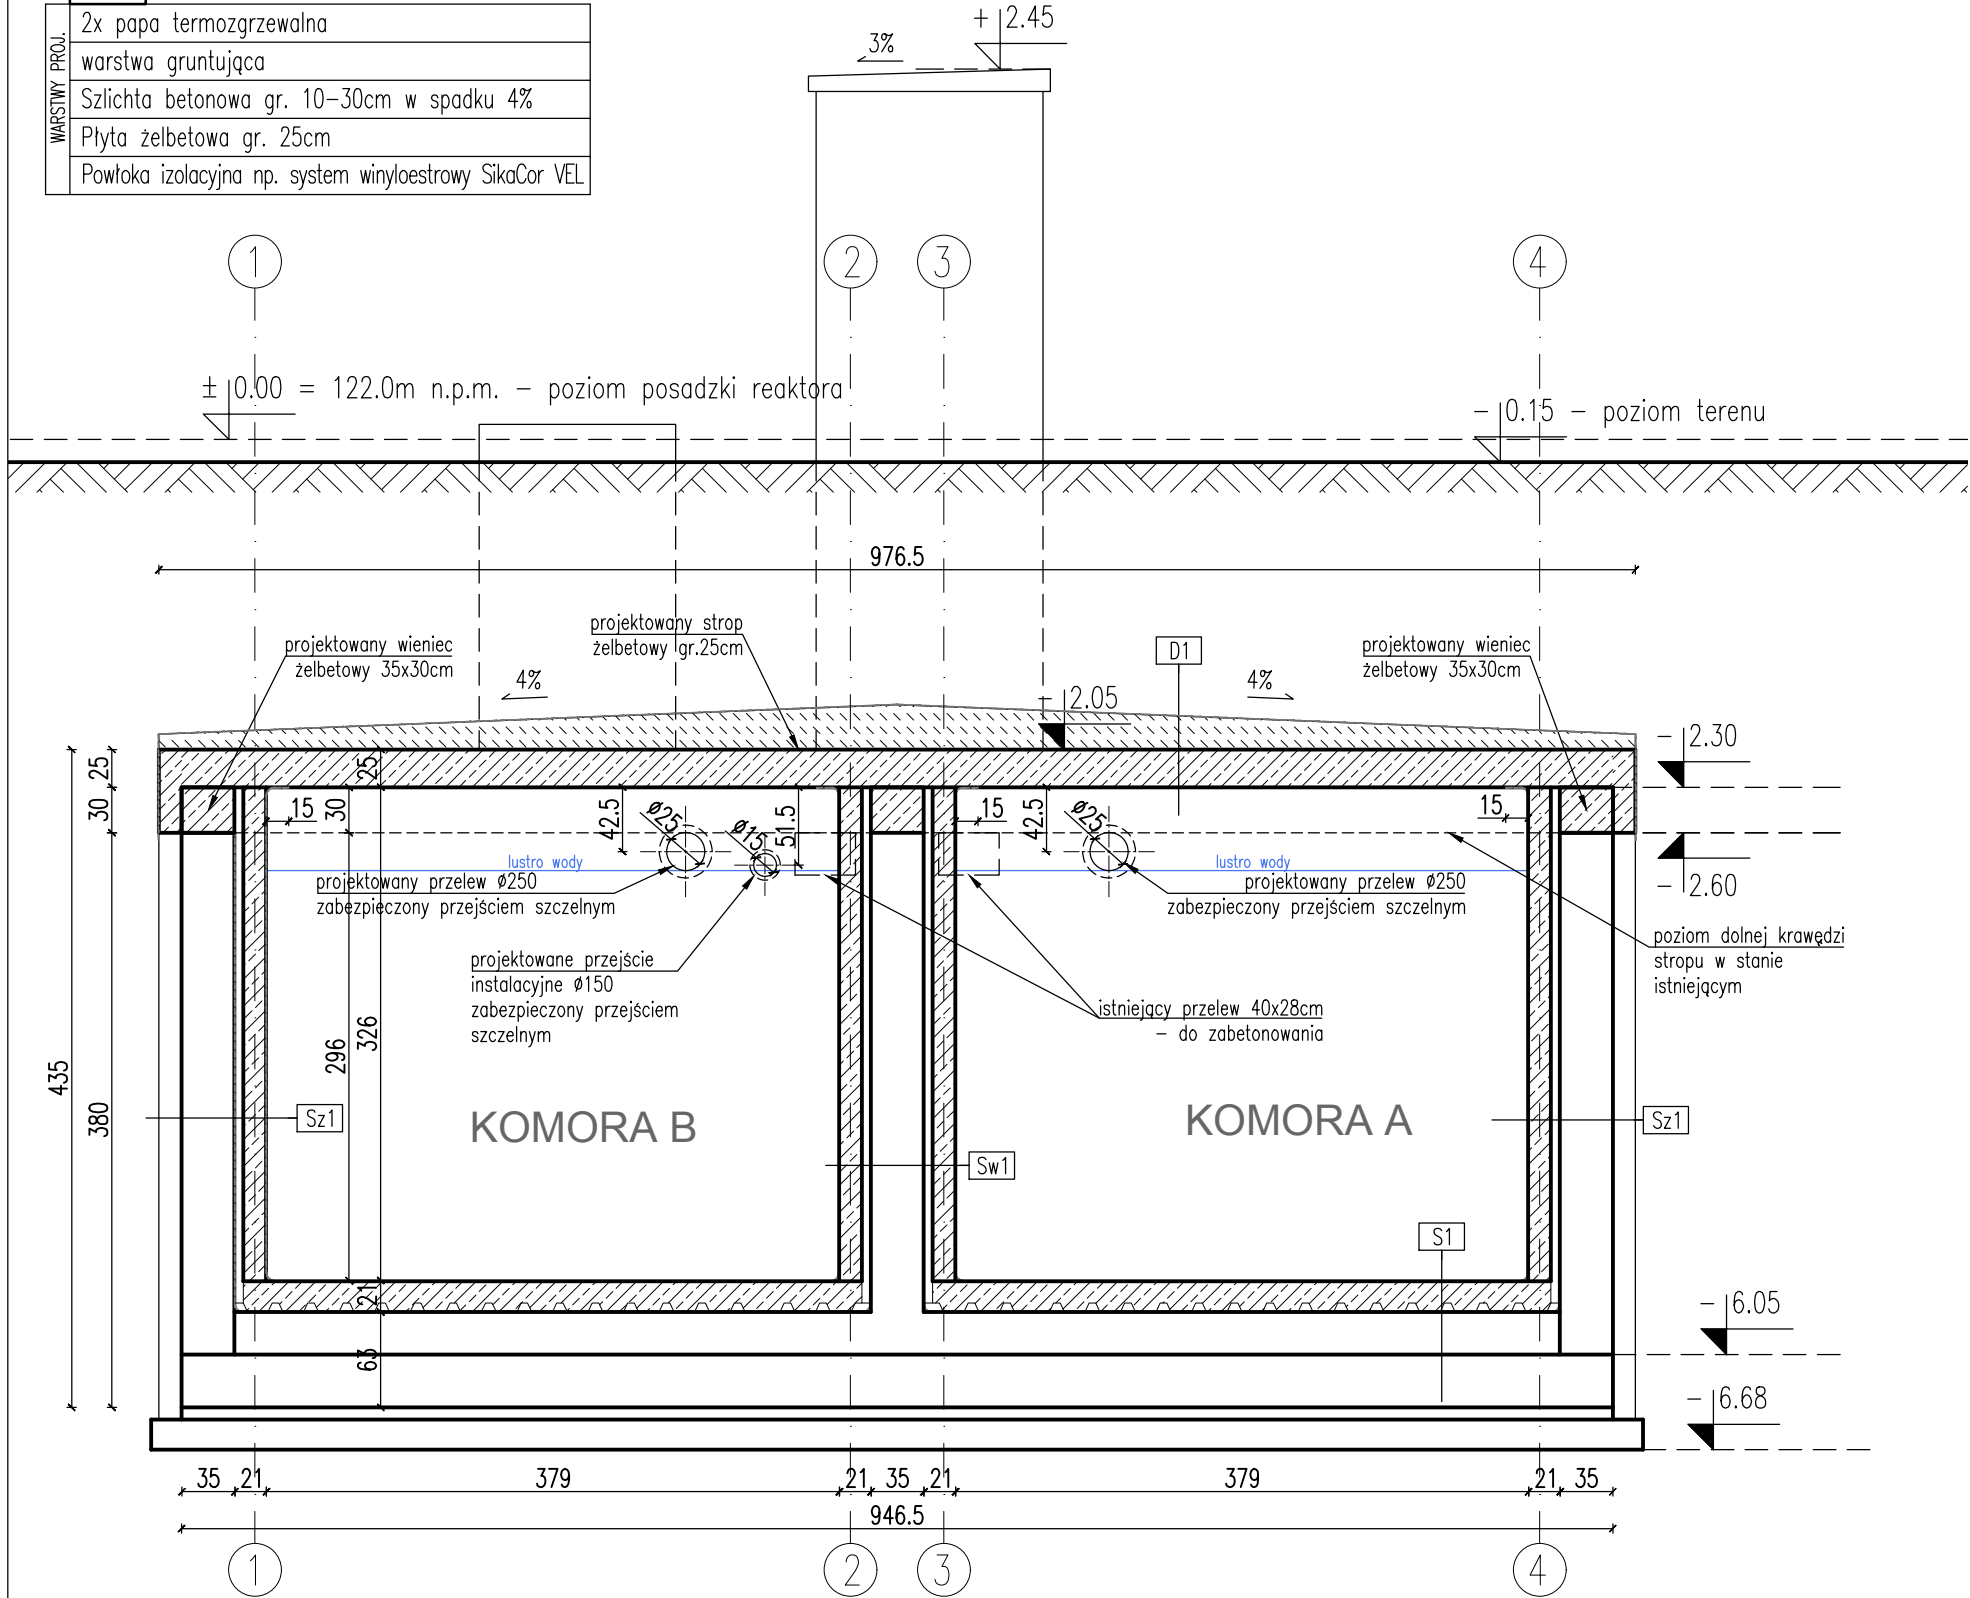 WARSTWY PROJ.
2x papa termozgrzewalna
warstwa gruntująca
Szlichta betonowa gr. 10-30cm w spadku 4%
Płyta żelbetowa gr. 25cm
Powłoka izolacyjna np. system winyloestrowy SikaCor VEL
+ 2.45
3%
1
2
3
4
± 0.00 = 122.0m n.p.m. - poziom posadzki reaktora
- 0.15 - poziom terenu
976.5
projektowany wieniec
żelbetowy 35x30cm
projektowany strop
żelbetowy gr.25cm
D1
projektowany wieniec
żelbetowy 35x30cm
4%
4%
- 2.05
- 2.30
25
30
25
30
15
42.5
ø25
ø15
51.5
15
42.5
ø25
15
lustro wody
lustro wody
- 2.60
projektowany przelew ø250
zabezpieczony przejściem szczelnym
projektowany przelew ø250
zabezpieczony przejściem szczelnym
projektowane przejście
instalacyjne ø150
zabezpieczony przejściem
szczelnym
istniejący przelew 40x28cm
- do zabetonowania
poziom dolnej krawędzi
stropu w stanie
istniejącym
435
380
296
326
Sz1
KOMORA B
Sw1
KOMORA A
Sz1
S1
21
63
- 6.05
- 6.68
35
21
379
21
35
21
379
21
35
946.5
1
2
3
4